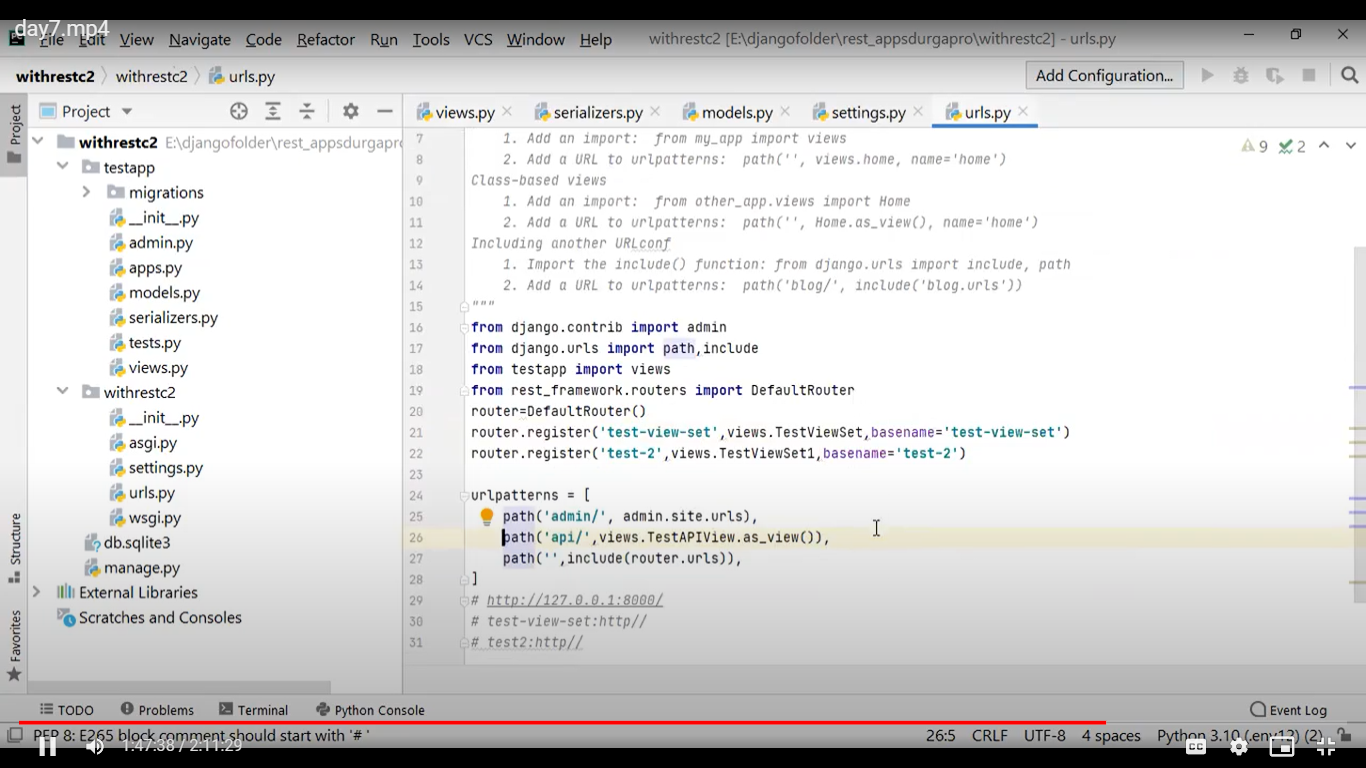 day7.mp4
File Edit View Navigate Code Refactor Run Tools VCS Window Help withrestc2 [E:\djangofolder\rest_appsdurgapro\withrestc2] - urls.py
withrestc2 withrestc2 urls.py Add Configuration...
Project
Project
views.py serializers.py models.py settings.py urls.py
withrestc2 E:\djangofolder\rest_appsdurgapro
testapp
migrations
__init__.py
admin.py
apps.py
models.py
serializers.py
tests.py
views.py
withrestc2
__init__.py
asgi.py
settings.py
urls.py
wsgi.py
db.sqlite3
manage.py
External Libraries
Scratches and Consoles
Structure
Favorites
9 2
7 1. Add an import:  from my_app import views
8 2. Add a URL to urlpatterns:  path('', views.home, name='home')
9 Class-based views
10 1. Add an import:  from other_app.views import Home
11 2. Add a URL to urlpatterns:  path('', Home.as_view(), name='home')
12 Including another URLconf
13 1. Import the include() function: from django.urls import include, path
14 2. Add a URL to urlpatterns:  path('blog/', include('blog.urls'))
15 """
16 from django.contrib import admin
17 from django.urls import path,include
18 from testapp import views
19 from rest_framework.routers import DefaultRouter
20 router=DefaultRouter()
21 router.register('test-view-set',views.TestViewSet,basename='test-view-set')
22 router.register('test-2',views.TestViewSet1,basename='test-2')
23
24 urlpatterns = [
25 path('admin/', admin.site.urls),
26 path('api/',views.TestAPIView.as_view()),
27 path('',include(router.urls)),
28 ]
29 # http://127.0.0.1:8000/
30 # test-view-set:http//
31 # test2:http//
TODO Problems Terminal Python Console Event Log
PEP 8: E265 block comment should start with '# ' 26:5 CRLF UTF-8 4 spaces Python 3.10 (.env12) (2)
1:47:38 / 2:11:29
CC